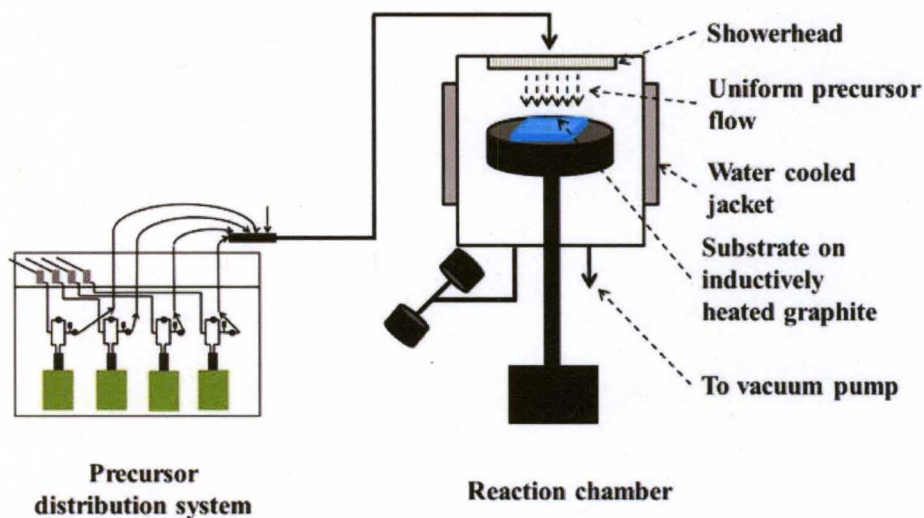 Showerhead
Uniform precursor
flow
Water cooled
jacket
Substrate on
inductively
heated graphite
To vacuum pump
Precursor
distribution system
Reaction chamber